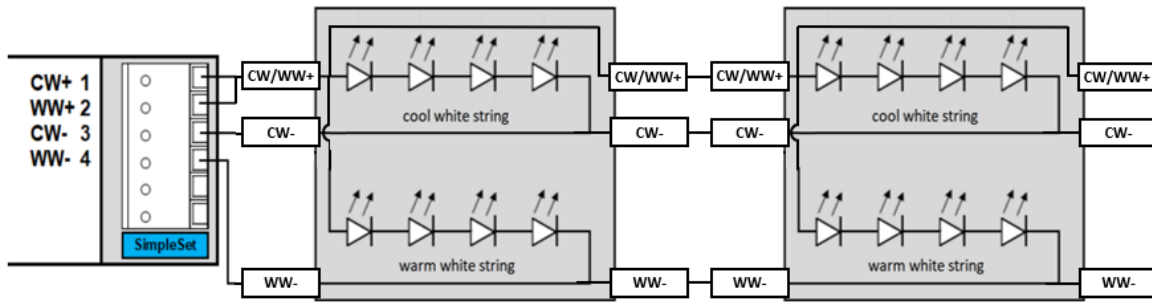 CW+ 1
WW+ 2
CW- 3
WW- 4
SimpleSet
CW/WW+
CW-
WW-
cool white string
warm white string
CW/WW+
CW/WW+
CW-
CW-
WW-
WW-
cool white string
warm white string
CW/WW+
CW-
WW-